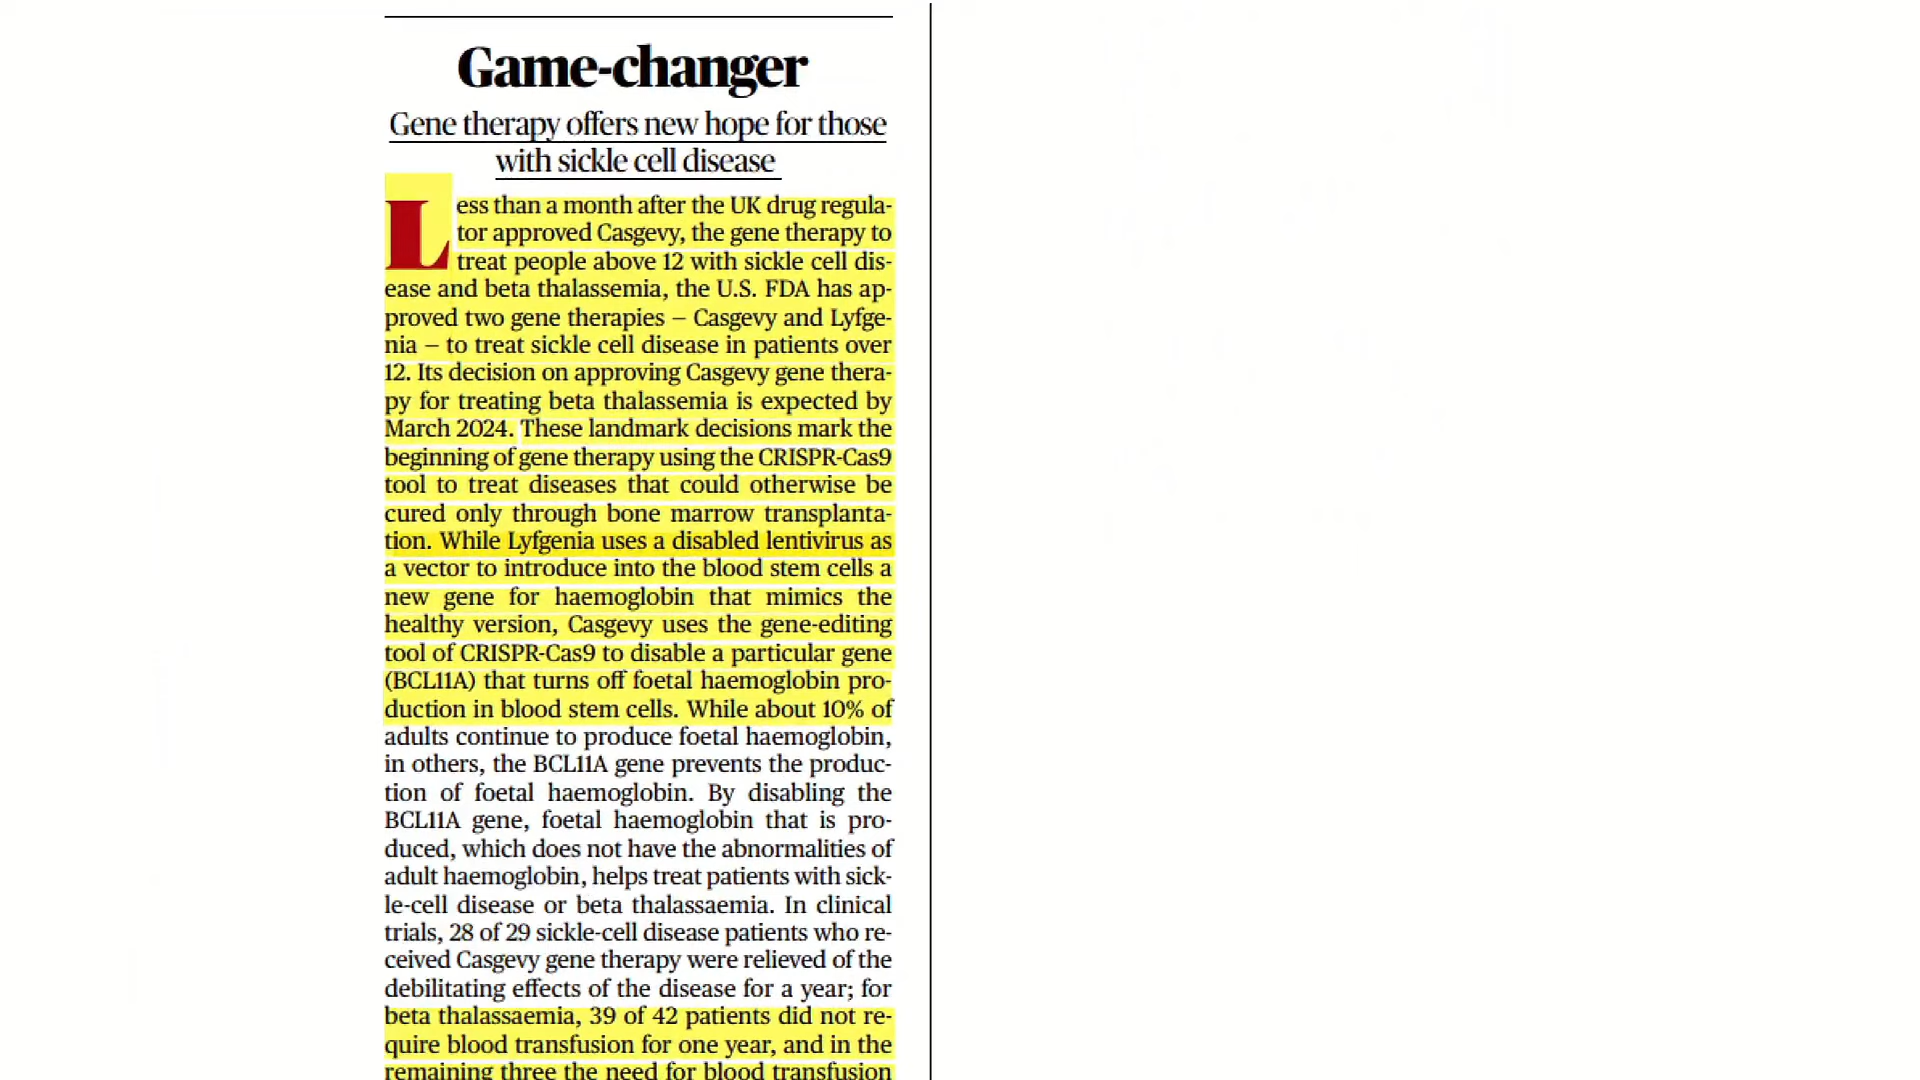 Game-changer
Gene therapy offers new hope for those
with sickle cell disease
Less than a month after the UK drug regula-
tor approved Casgevy, the gene therapy to
treat people above 12 with sickle cell dis-
ease and beta thalassemia, the U.S. FDA has ap-
proved two gene therapies – Casgevy and Lyfge-
nia – to treat sickle cell disease in patients over
12. Its decision on approving Casgevy gene thera-
py for treating beta thalassemia is expected by
March 2024. These landmark decisions mark the
beginning of gene therapy using the CRISPR-Cas9
tool to treat diseases that could otherwise be
cured only through bone marrow transplanta-
tion. While Lyfgenia uses a disabled lentivirus as
a vector to introduce into the blood stem cells a
new gene for haemoglobin that mimics the
healthy version, Casgevy uses the gene-editing
tool of CRISPR-Cas9 to disable a particular gene
(BCL11A) that turns off foetal haemoglobin pro-
duction in blood stem cells. While about 10% of
adults continue to produce foetal haemoglobin,
in others, the BCL11A gene prevents the produc-
tion of foetal haemoglobin. By disabling the
BCL11A gene, foetal haemoglobin that is pro-
duced, which does not have the abnormalities of
adult haemoglobin, helps treat patients with sick-
le-cell disease or beta thalassaemia. In clinical
trials, 28 of 29 sickle-cell disease patients who re-
ceived Casgevy gene therapy were relieved of the
debilitating effects of the disease for a year; for
beta thalassaemia, 39 of 42 patients did not re-
quire blood transfusion for one year, and in the
remaining three the need for blood transfusion